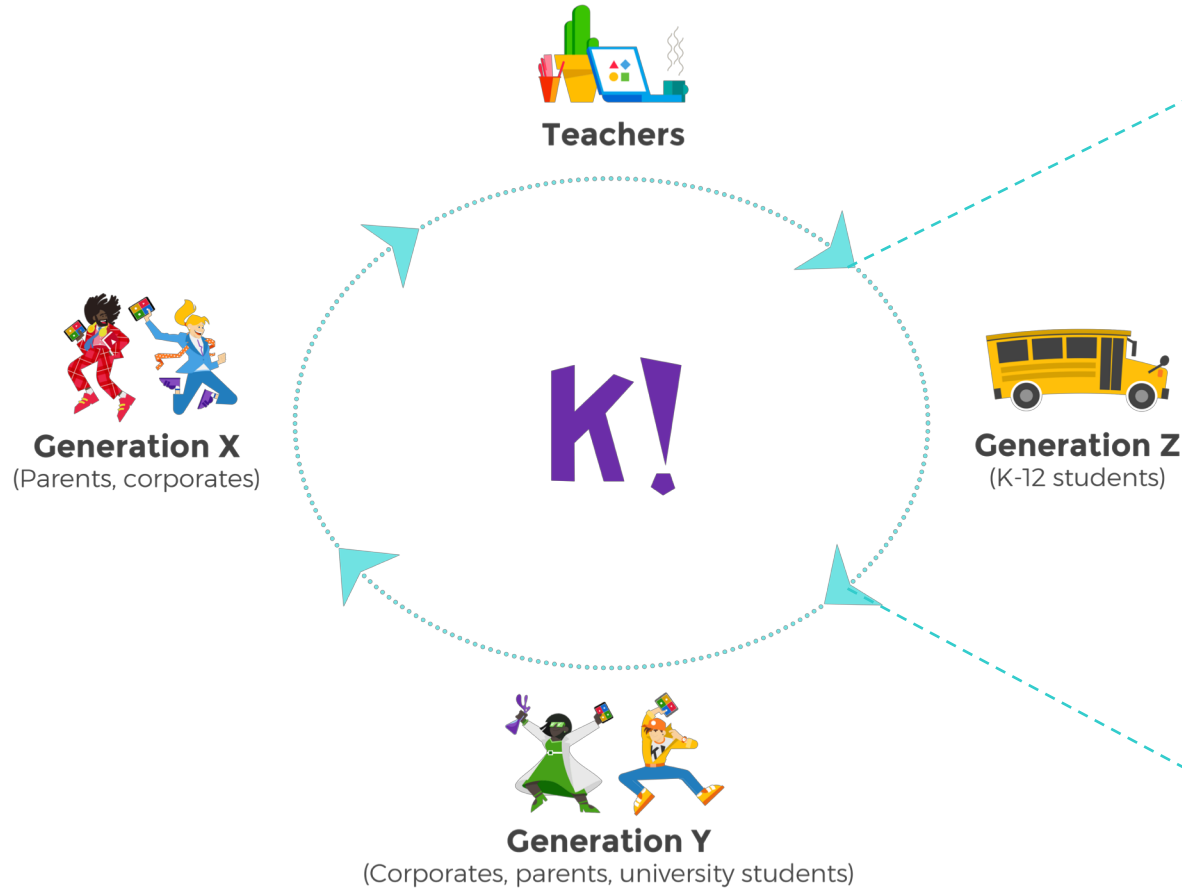 Teachers
Generation X
(Parents, corporates)
K!
Generation Z
(K-12 students)
Generation Y
(Corporates, parents, university students)